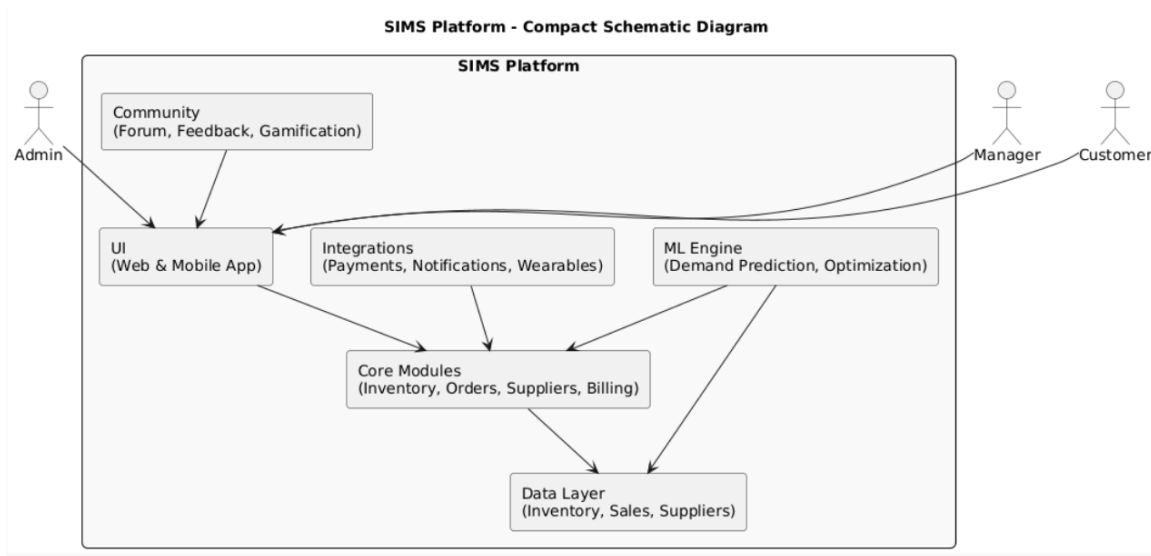 SIMS Platform - Compact Schematic Diagram
SIMS Platform
Community
(Forum, Feedback, Gamification)
Admin
Manager
Customer
UI
(Web & Mobile App)
Integrations
(Payments, Notifications, Wearables)
ML Engine
(Demand Prediction, Optimization)
Core Modules
(Inventory, Orders, Suppliers, Billing)
Data Layer
(Inventory, Sales, Suppliers)